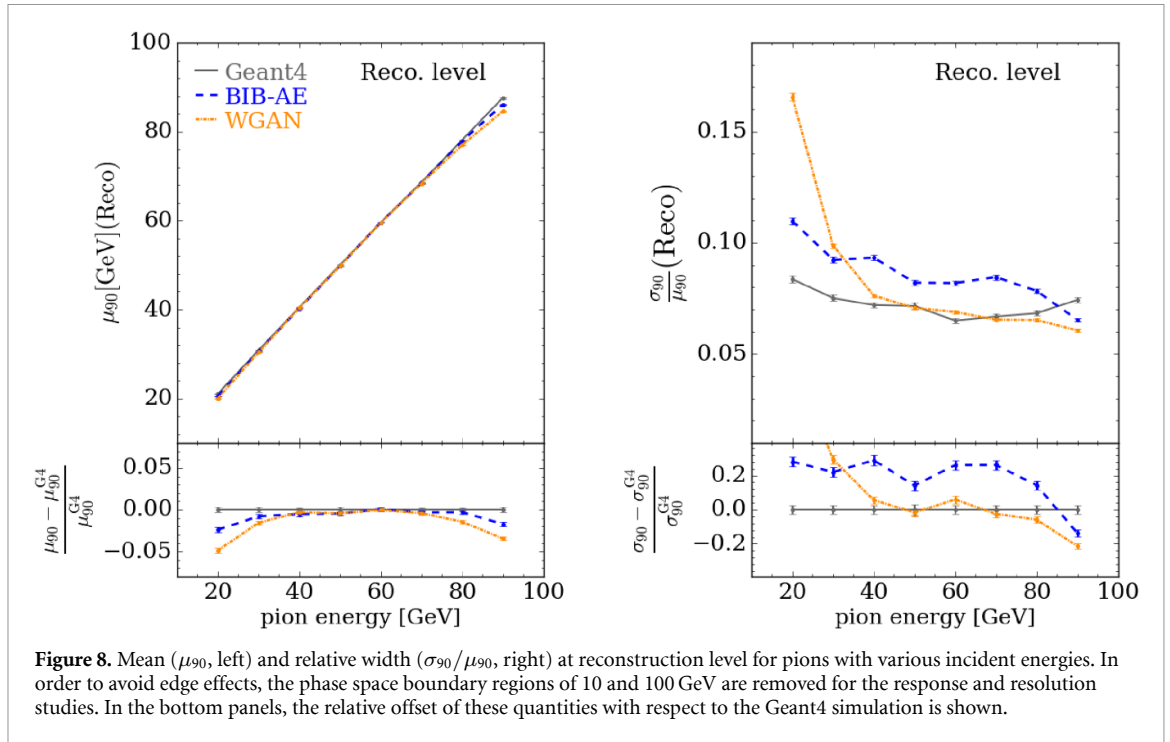 100
80
60
40
20
μ90[GeV](Reco)
Geant4
BIB-AE
WGAN
Reco. level
0.05
0.00
−0.05
μ90 − μ90^G4
μ90^G4
20 40 60 80 100
pion energy [GeV]
0.15
0.10
0.05
σ90/μ90 (Reco)
Reco. level
0.2
0.0
−0.2
σ90 − σ90^G4
σ90^G4
20 40 60 80 100
pion energy [GeV]
Figure 8. Mean (μ90, left) and relative width (σ90/μ90, right) at reconstruction level for pions with various incident energies. In
order to avoid edge effects, the phase space boundary regions of 10 and 100 GeV are removed for the response and resolution
studies. In the bottom panels, the relative offset of these quantities with respect to the Geant4 simulation is shown.